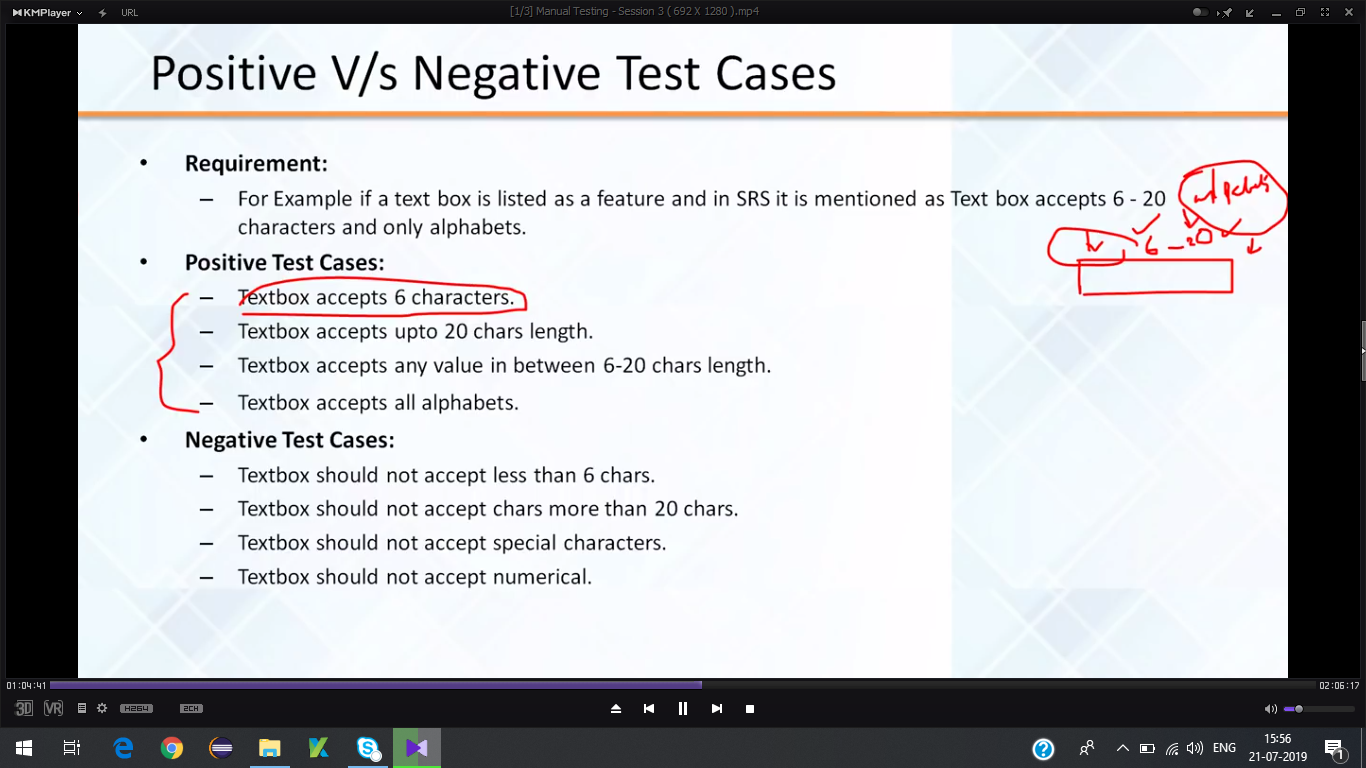 KMPlayer
URL
[1/3] Manual Testing - Session 3 ( 692 X 1280 ).mp4
Positive V/s Negative Test Cases
• Requirement:
– For Example if a text box is listed as a feature and in SRS it is mentioned as Text box accepts 6 - 20
characters and only alphabets.
6 – 20
• Positive Test Cases:
– Textbox accepts 6 characters.
– Textbox accepts upto 20 chars length.
– Textbox accepts any value in between 6-20 chars length.
– Textbox accepts all alphabets.
• Negative Test Cases:
– Textbox should not accept less than 6 chars.
– Textbox should not accept chars more than 20 chars.
– Textbox should not accept special characters.
– Textbox should not accept numerical.
01:04:41
02:06:17
3D VR H264 2CH
ENG
15:56
21-07-2019
1